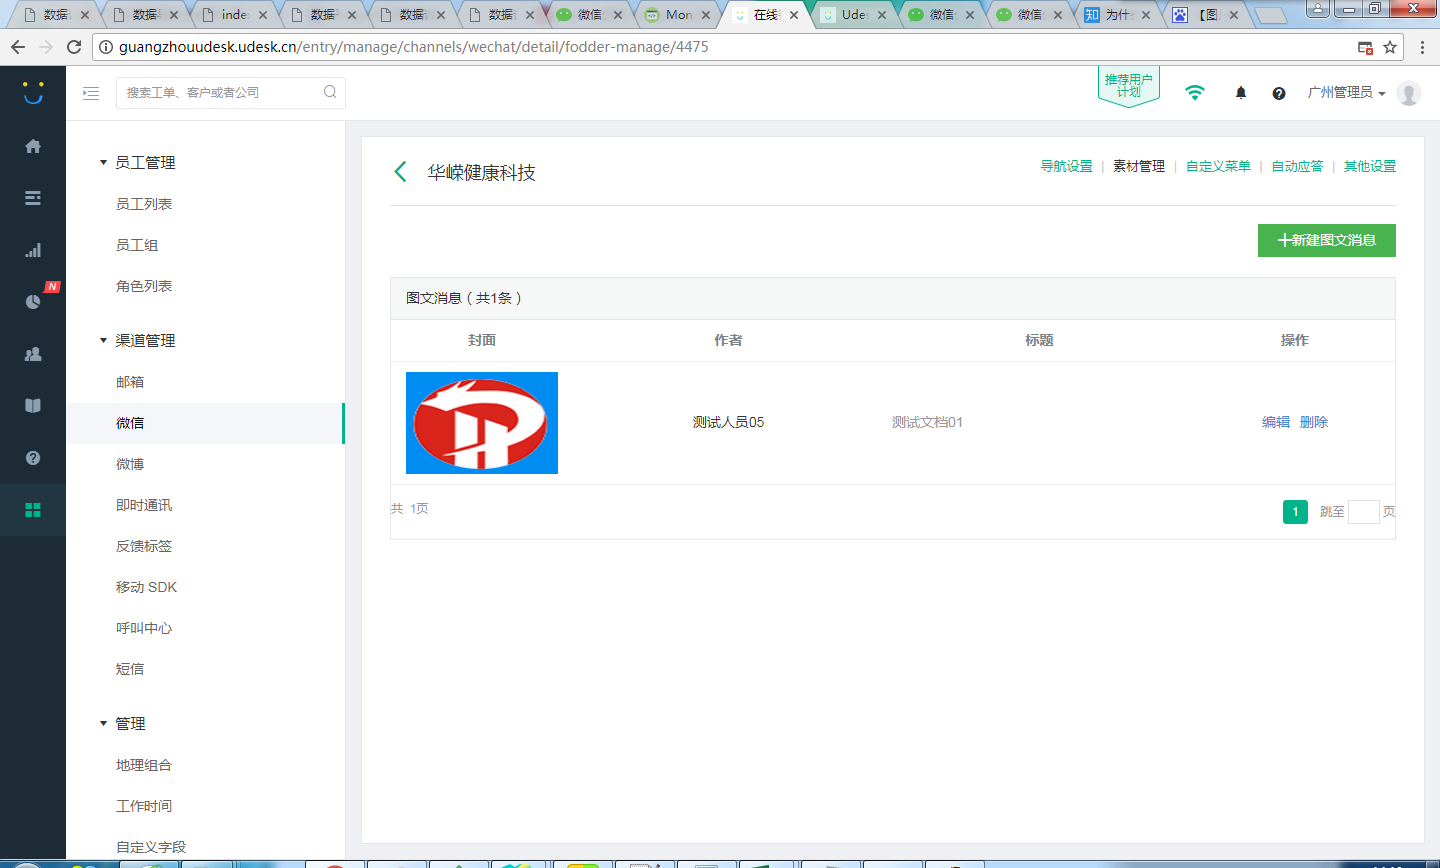 数据
数据
inde
数据
数据
数据
微信
Mon
在线
Ude
微信
微信
知 为什
【图
guangzhouudesk.udesk.cn/entry/manage/channels/wechat/detail/fodder-manage/4475
搜索工单、客户或者公司
推荐用户
计划
广州管理员
N
员工管理
员工列表
员工组
角色列表
渠道管理
邮箱
微信
微博
即时通讯
反馈标签
移动 SDK
呼叫中心
短信
管理
地理组合
工作时间
自定义字段
华嵘健康科技
导航设置 | 素材管理 | 自定义菜单 | 自动应答 | 其他设置
新建图文消息
图文消息（共1条）
封面 作者 标题 操作
测试人员05 测试文档01 编辑 删除
共 1页
1 跳至 页